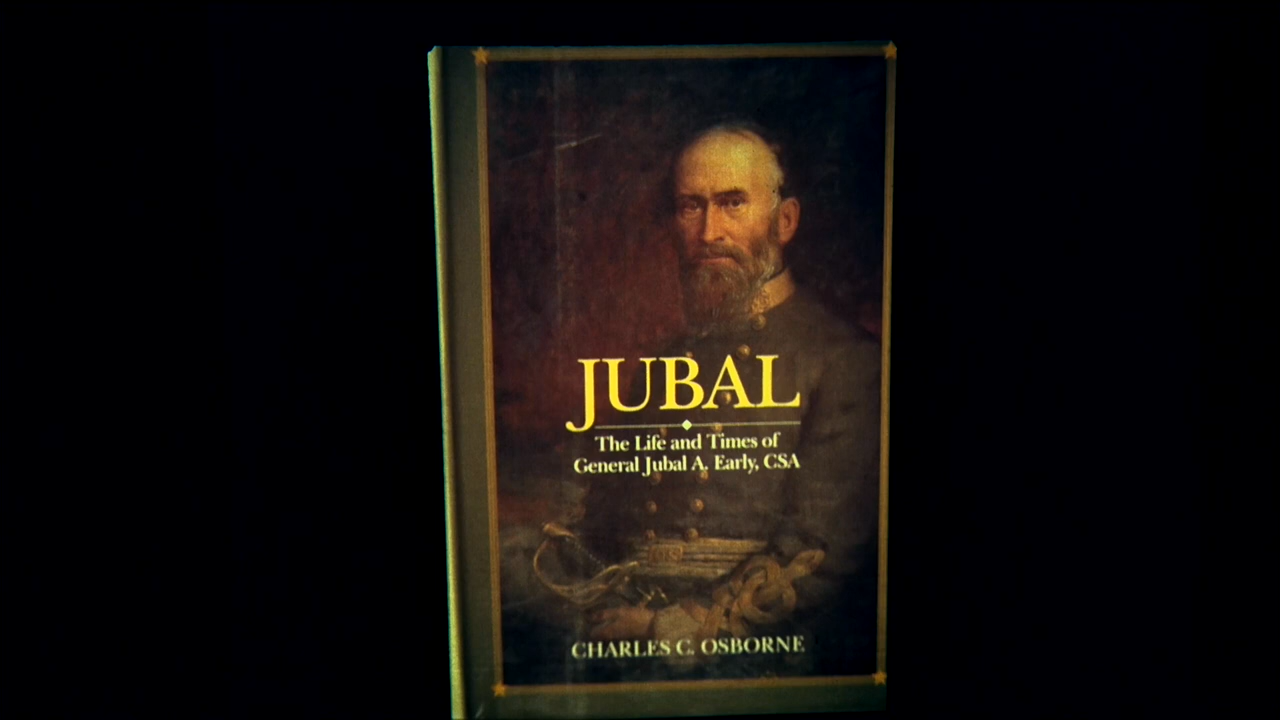 JUBAL
The Life and Times of
General Jubal A. Early, CSA
CHARLES C. OSBORNE